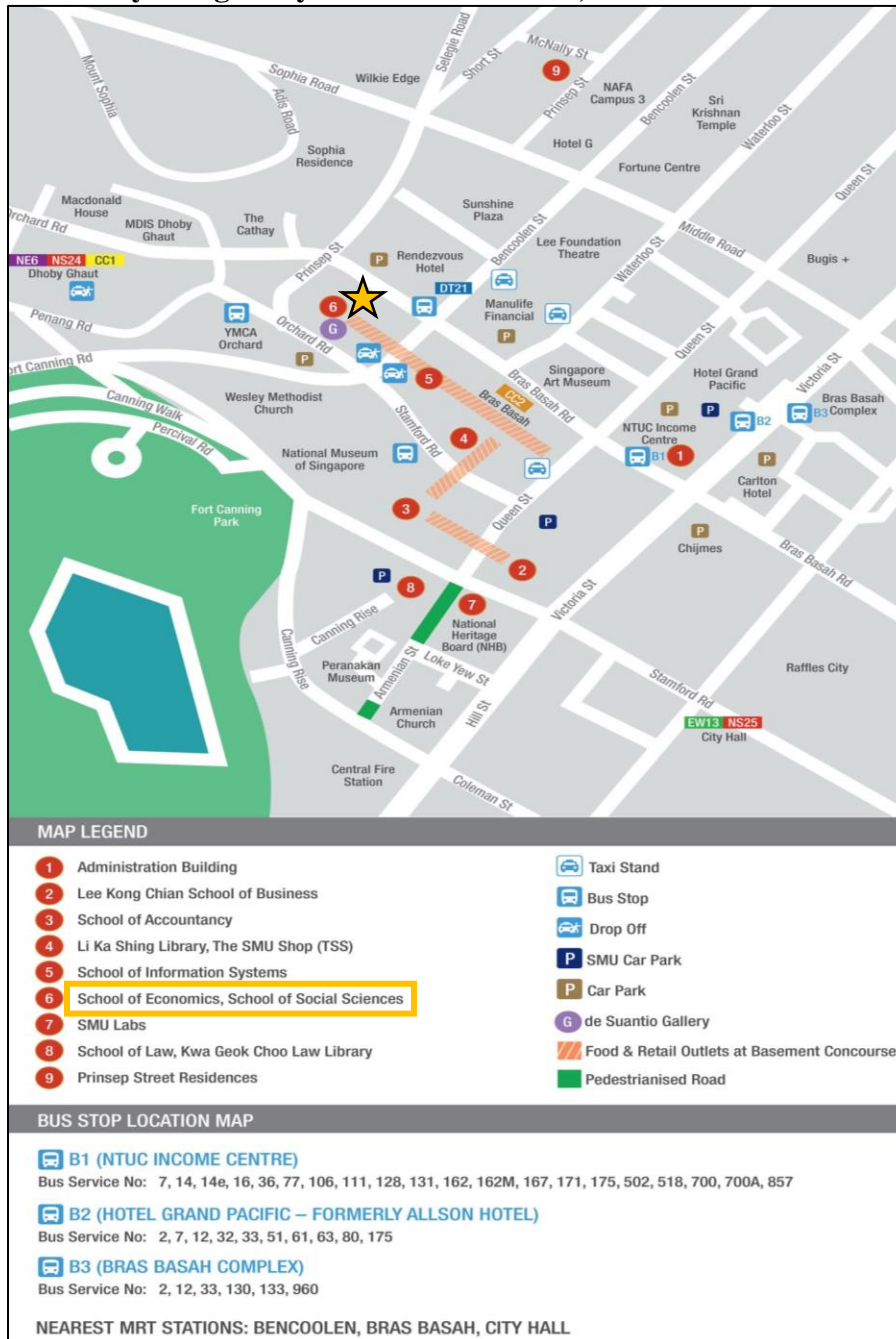 McNally St
Short St
Selegie Road
Sophia Road
Wilkie Edge
9
Mount Sophia
Adis Road
Prinsep St
NAFA
Campus 3
Bencoolen St
Sri
Krishnan
Temple
Waterloo St
Hotel G
Sophia
Residence
Fortune Centre
Queen St
Macdonald
House
Orchard Rd
MDIS Dhoby
Ghaut
The
Cathay
Sunshine
Plaza
Middle Road
Bencoolen St
Lee Foundation
Theatre
Waterloo St
Bugis +
NE6 NS24 CC1
Dhoby Ghaut
Prinsep St
P
Rendezvous
Hotel
DT21
6
G
Manulife
Financial
P
Penang Rd
YMCA
Orchard
Orchard Rd
P
Queen St
Victoria St
ort Canning Rd
Canning Walk
Percival Rd
Wesley Methodist
Church
5
CC2
Bras Basah
Bras Basah Rd
Singapore
Art Museum
Hotel Grand
Pacific
Bras Basah
Complex
P
P
B2
B3
NTUC Income
Centre
Stamford Rd
4
National Museum
of Singapore
B1
1
P
Carlton
Hotel
Fort Canning
Park
3
Queen St
P
P
Chijmes
Bras Basah Rd
2
P
8
7
Victoria St
National
Heritage
Board (NHB)
Canning Rise
Canning Rise
Peranakan
Museum
Armenian St
Loke Yew St
Raffles City
Stamford Rd
Armenian
Church
Hill St
EW13 NS25
City Hall
Central Fire
Station
Coleman St
MAP LEGEND
1 Administration Building
2 Lee Kong Chian School of Business
3 School of Accountancy
4 Li Ka Shing Library, The SMU Shop (TSS)
5 School of Information Systems
6 School of Economics, School of Social Sciences
7 SMU Labs
8 School of Law, Kwa Geok Choo Law Library
9 Prinsep Street Residences
Taxi Stand
Bus Stop
Drop Off
P SMU Car Park
P Car Park
G de Suantio Gallery
Food & Retail Outlets at Basement Concourse
Pedestrianised Road
BUS STOP LOCATION MAP
B1 (NTUC INCOME CENTRE)
Bus Service No: 7, 14, 14e, 16, 36, 77, 106, 111, 128, 131, 162, 162M, 167, 171, 175, 502, 518, 700, 700A, 857
B2 (HOTEL GRAND PACIFIC – FORMERLY ALLSON HOTEL)
Bus Service No: 2, 7, 12, 32, 33, 51, 61, 63, 80, 175
B3 (BRAS BASAH COMPLEX)
Bus Service No: 2, 12, 33, 130, 133, 960
NEAREST MRT STATIONS: BENCOOLEN, BRAS BASAH, CITY HALL